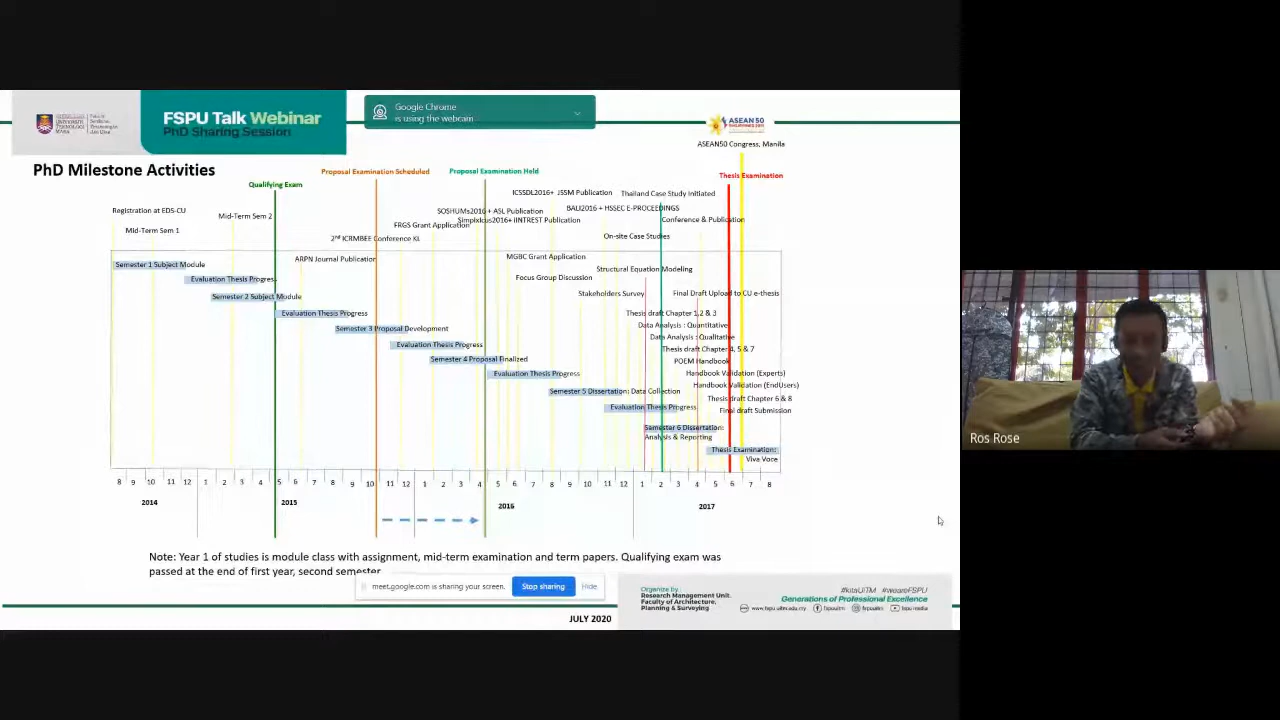 FSPU Talk Webinar
PhD Sharing Session
Google Chrome
is using the webcam
ASEAN 50
ASEAN50 Congress, Manila
PhD Milestone Activities
Proposal Examination Scheduled
Proposal Examination Held
Thesis Examination
Qualifying Exam
ICSSDL2016+ JSSM Publication
Thailand Case Study Initiated
Registration at EDS-CU
Mid-Term Sem 2
SOSHUMs2016 + ASL Publication
BALI2016 + HSSEC E-PROCEEDINGS
Simplxicus2016+ IINTREST Publication
Conference & Publication
FRGS Grant Application
Mid-Term Sem 1
2nd ICRMBEE Conference KL
On-site Case Studies
ARPN Journal Publication
MGBC Grant Application
Semester 1 Subject Module
Structural Equation Modeling
Evaluation Thesis Progress
Focus Group Discussion
Semester 2 Subject Module
Stakeholders Survey
Final Draft Upload to CU e-thesis
Evaluation Thesis Progress
Thesis draft Chapter 1,2 & 3
Semester 3 Proposal Development
Data Analysis : Quantitative
Data Analysis : Qualitative
Evaluation Thesis Progress
Thesis draft Chapter 4, 5 & 7
Semester 4 Proposal Finalized
POEM Handbook
Evaluation Thesis Progress
Handbook Validation (Experts)
Handbook Validation (EndUsers)
Semester 5 Dissertation: Data Collection
Thesis draft Chapter 6 & 8
Evaluation Thesis Progress
Final draft Submission
Semester 6 Dissertation:
Analysis & Reporting
Thesis Examination:
Viva Voce
8 9 10 11 12 1 2 3 4 5 6 7 8 9 10 11 12 1 2 3 4 5 6 7 8 9 10 11 12 1 2 3 4 5 6 7 8
2014 2015 2016 2017
Note: Year 1 of studies is module class with assignment, mid-term examination and term papers. Qualifying exam was
passed at the end of first year, second semester
meet.google.com is sharing your screen. Stop sharing Hide
Organize by:
Research Management Unit.
Faculty of Architecture,
Planning & Surveying
#kitaUiTM #weareFSPU
Generations of Professional Excellence
www.fspu.uitm.edu.my fspuuitm fspuuitm fspu media
JULY 2020
Ros Rose